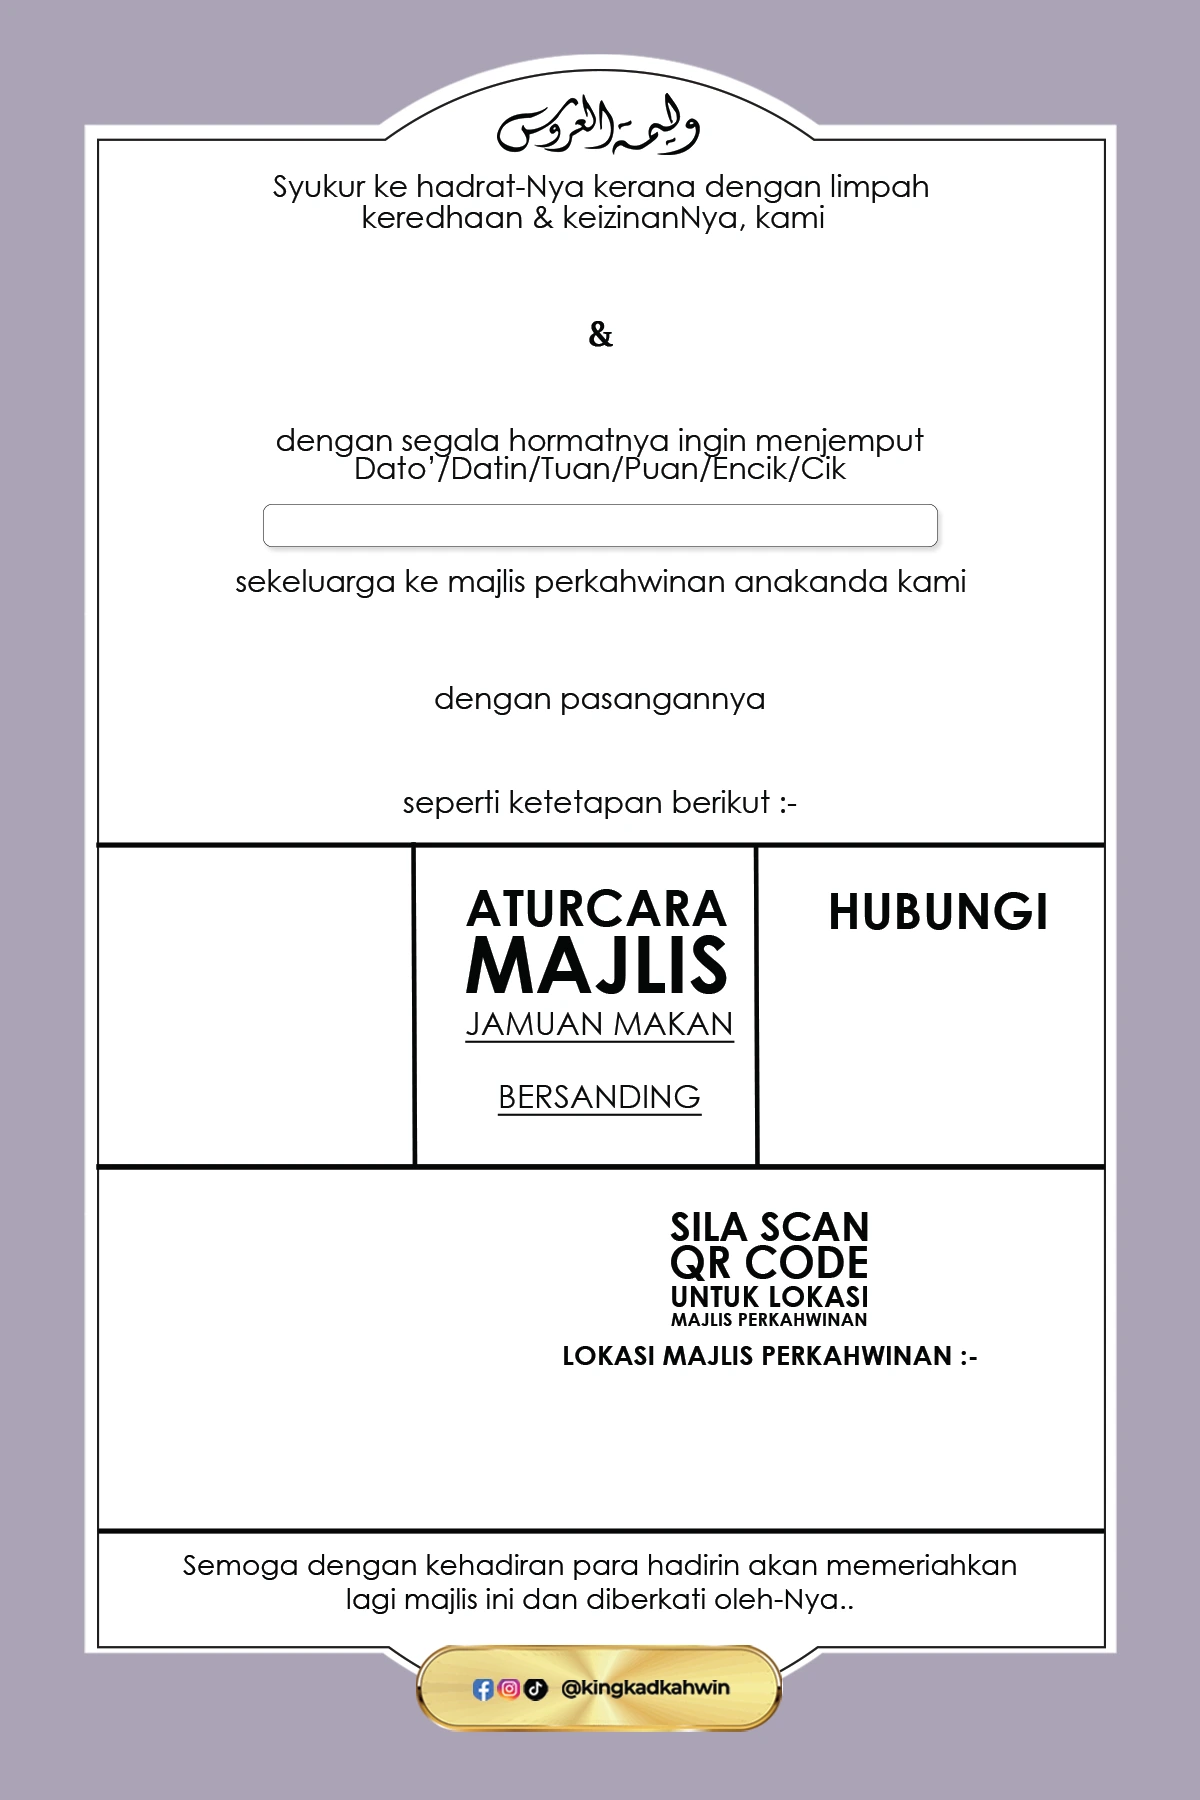 وليمة العروس
Syukur ke hadrat-Nya kerana dengan limpah
keredhaan & keizinanNya, kami
&
dengan segala hormatnya ingin menjemput
Dato’/Datin/Tuan/Puan/Encik/Cik
sekeluarga ke majlis perkahwinan anakanda kami
dengan pasangannya
seperti ketetapan berikut :-
ATURCARA
MAJLIS
JAMUAN MAKAN
BERSANDING
HUBUNGI
SILA SCAN
QR CODE
UNTUK LOKASI
MAJLIS PERKAHWINAN
LOKASI MAJLIS PERKAHWINAN :-
Semoga dengan kehadiran para hadirin akan memeriahkan
lagi majlis ini dan diberkati oleh-Nya..
@kingkadkahwin